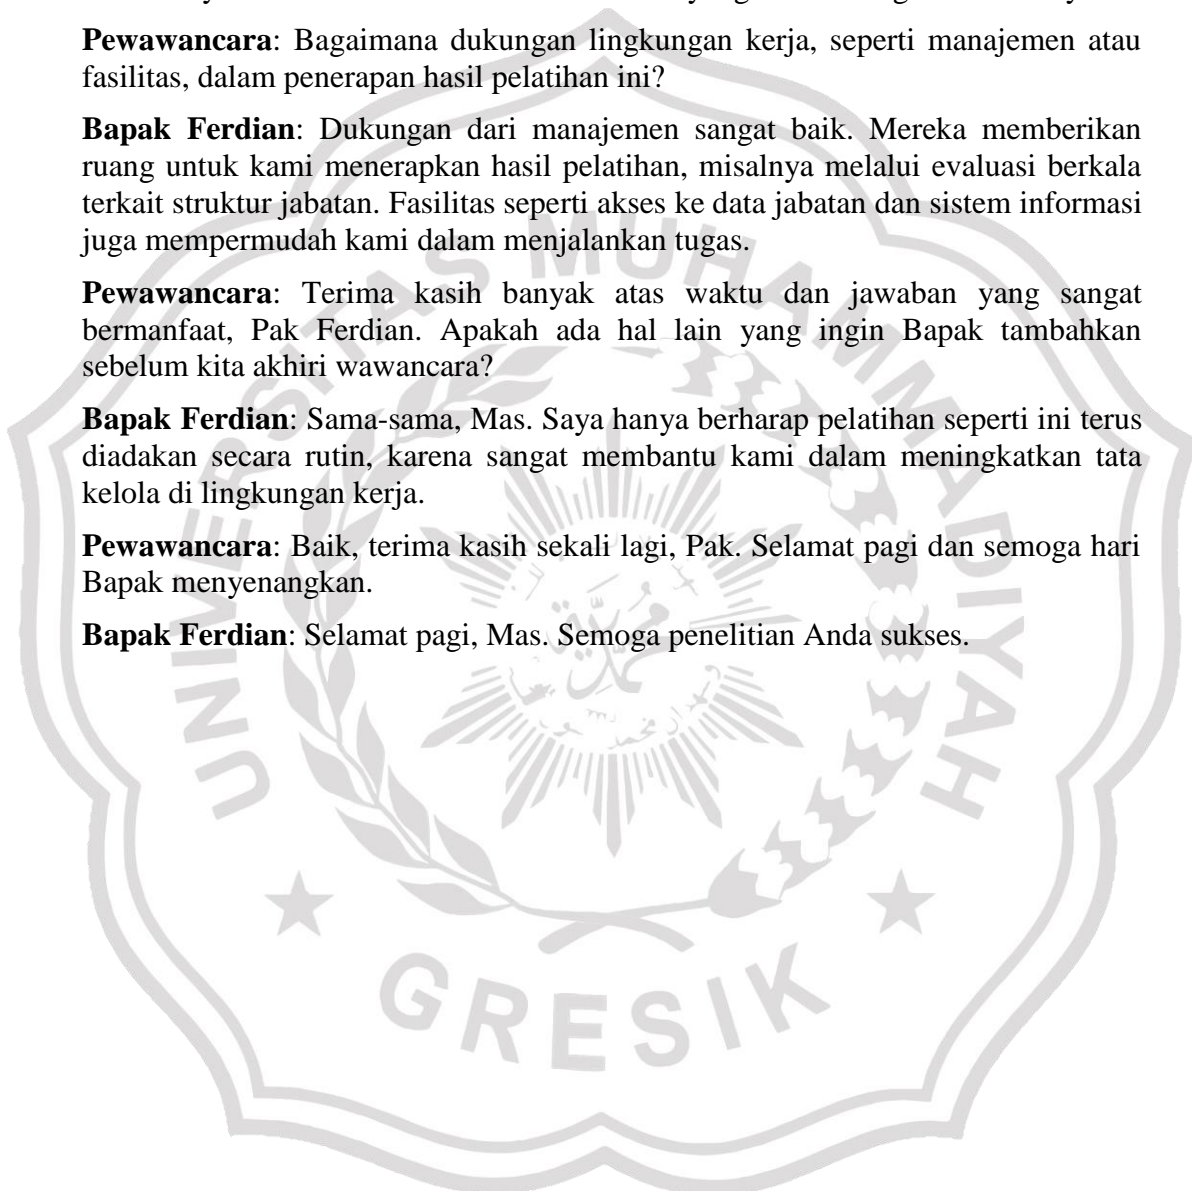 Pewawancara: Bagaimana dukungan lingkungan kerja, seperti manajemen atau
fasilitas, dalam penerapan hasil pelatihan ini?
Bapak Ferdian: Dukungan dari manajemen sangat baik. Mereka memberikan
ruang untuk kami menerapkan hasil pelatihan, misalnya melalui evaluasi berkala
terkait struktur jabatan. Fasilitas seperti akses ke data jabatan dan sistem informasi
juga mempermudah kami dalam menjalankan tugas.
Pewawancara: Terima kasih banyak atas waktu dan jawaban yang sangat
bermanfaat, Pak Ferdian. Apakah ada hal lain yang ingin Bapak tambahkan
sebelum kita akhiri wawancara?
Bapak Ferdian: Sama-sama, Mas. Saya hanya berharap pelatihan seperti ini terus
diadakan secara rutin, karena sangat membantu kami dalam meningkatkan tata
kelola di lingkungan kerja.
Pewawancara: Baik, terima kasih sekali lagi, Pak. Selamat pagi dan semoga hari
Bapak menyenangkan.
Bapak Ferdian: Selamat pagi, Mas. Semoga penelitian Anda sukses.
UNIVERSITAS MUHAMMADIYAH
GRESIK